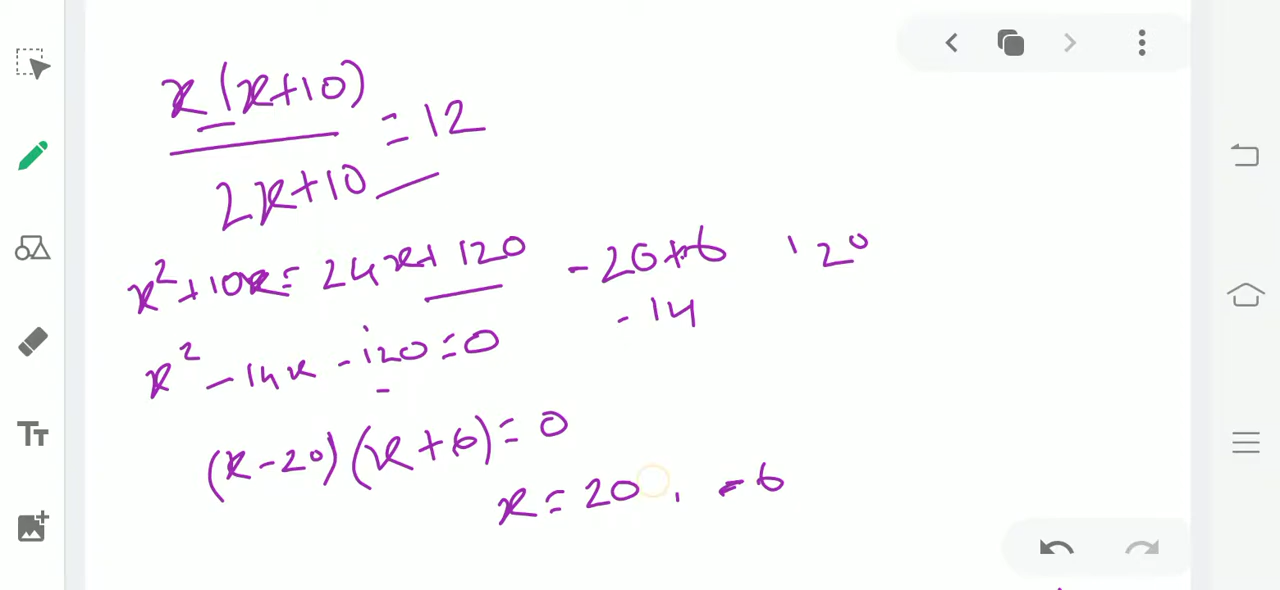 x(x+10)
2x+10
=12
x²+10x=24x+120
-20+6
120
-14
x²-14x-120=0
(x-20)(x+6)=0
x=20, -6
TT